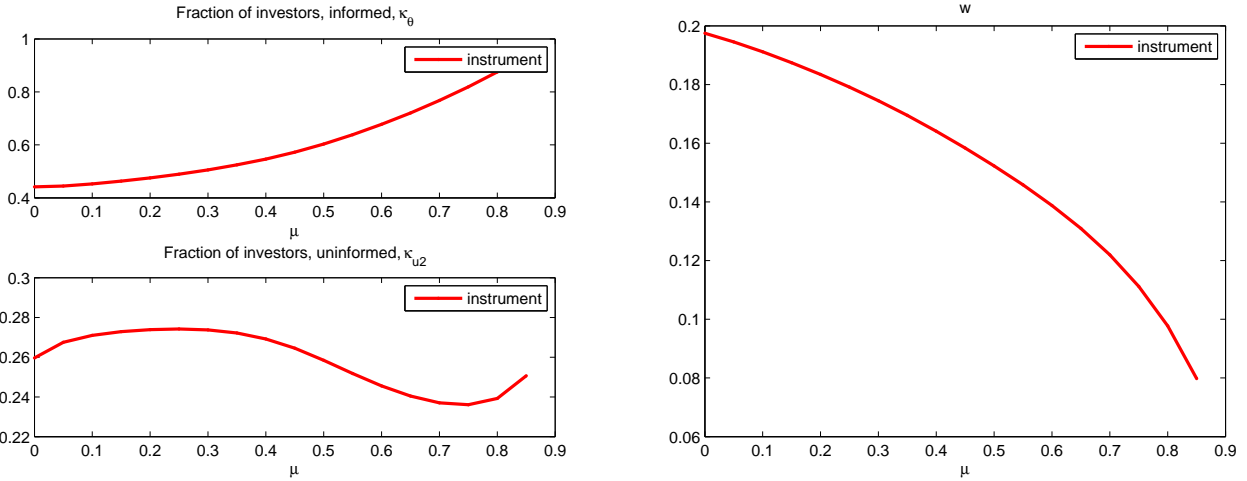 Fraction of investors, informed, κθ
1
0.8
0.6
0.4
instrument
0 0.1 0.2 0.3 0.4 0.5 0.6 0.7 0.8 0.9
μ
Fraction of investors, uninformed, κu2
0.3
0.28
0.26
0.24
0.22
instrument
0 0.1 0.2 0.3 0.4 0.5 0.6 0.7 0.8 0.9
μ
w
0.2
0.18
0.16
0.14
0.12
0.1
0.08
0.06
instrument
0 0.1 0.2 0.3 0.4 0.5 0.6 0.7 0.8 0.9
μ